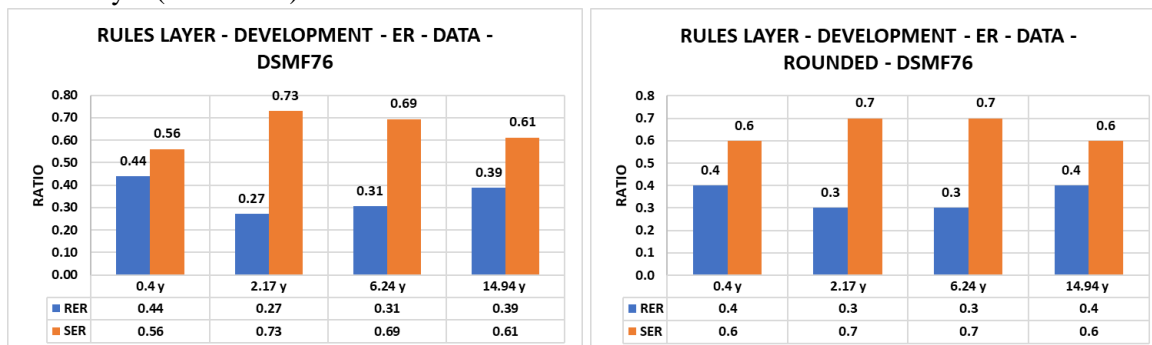 RULES LAYER - DEVELOPMENT - ER - DATA -
DSMF76
0.80
0.70
0.60
0.50
0.40
0.30
0.20
0.10
0.00
RATIO
0.44
0.56
0.27
0.73
0.31
0.69
0.39
0.61
0.4 y 2.17 y 6.24 y 14.94 y
RER 0.44 0.27 0.31 0.39
SER 0.56 0.73 0.69 0.61
RULES LAYER - DEVELOPMENT - ER - DATA -
ROUNDED - DSMF76
0.8
0.7
0.6
0.5
0.4
0.3
0.2
0.1
0.0
RATIO
0.4
0.6
0.3
0.7
0.3
0.7
0.4
0.6
0.4 y 2.17 y 6.24 y 14.94 y
RER 0.4 0.3 0.3 0.4
SER 0.6 0.7 0.7 0.6